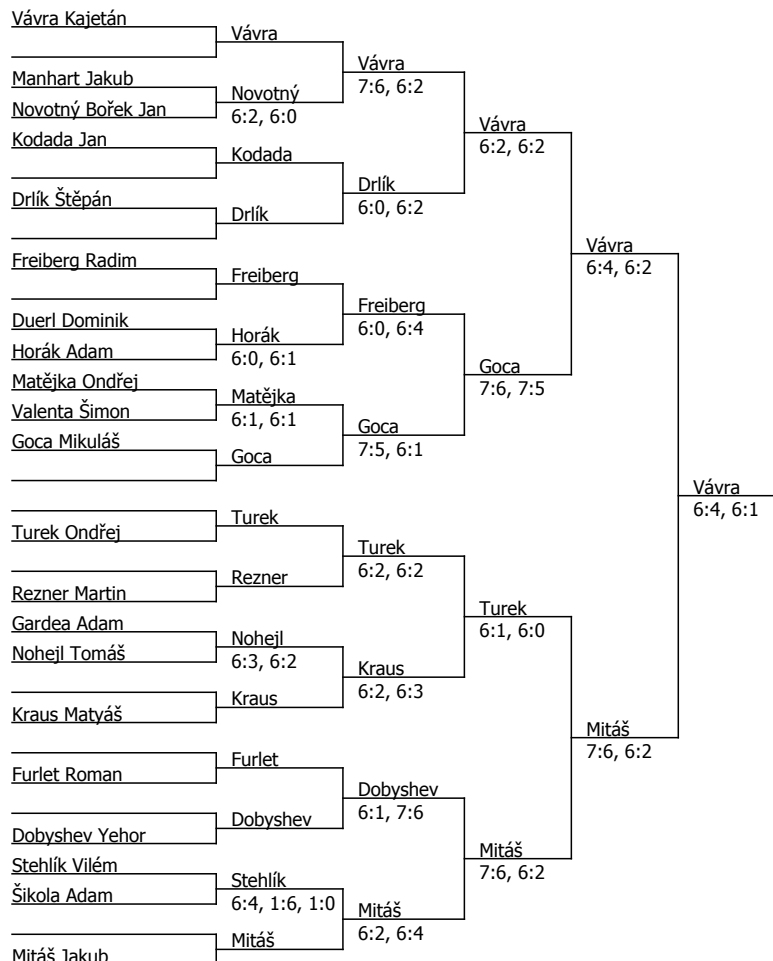 Vávra Kajetán
Manhart Jakub
Novotný Bořek Jan
Kodada Jan
Drlík Štěpán
Freiberg Radim
Duerl Dominik
Horák Adam
Matějka Ondřej
Valenta Šimon
Goca Mikuláš
Turek Ondřej
Rezner Martin
Gardea Adam
Nohejl Tomáš
Kraus Matyáš
Furlet Roman
Dobyshev Yehor
Stehlík Vilém
Šikola Adam
Mitáš Jakub
Vávra
Novotný
6:2, 6:0
Kodada
Drlík
Freiberg
Horák
6:0, 6:1
Matějka
6:1, 6:1
Goca
Turek
Rezner
Nohejl
6:3, 6:2
Kraus
Furlet
Dobyshev
Stehlík
6:4, 1:6, 1:0
Mitáš
Vávra
7:6, 6:2
Drlík
6:0, 6:2
Freiberg
6:0, 6:4
Goca
7:5, 6:1
Turek
6:2, 6:2
Kraus
6:2, 6:3
Dobyshev
6:1, 7:6
Mitáš
6:2, 6:4
Vávra
6:2, 6:2
Goca
7:6, 7:5
Turek
6:1, 6:0
Mitáš
7:6, 6:2
Vávra
6:4, 6:2
Mitáš
7:6, 6:2
Vávra
6:4, 6:1